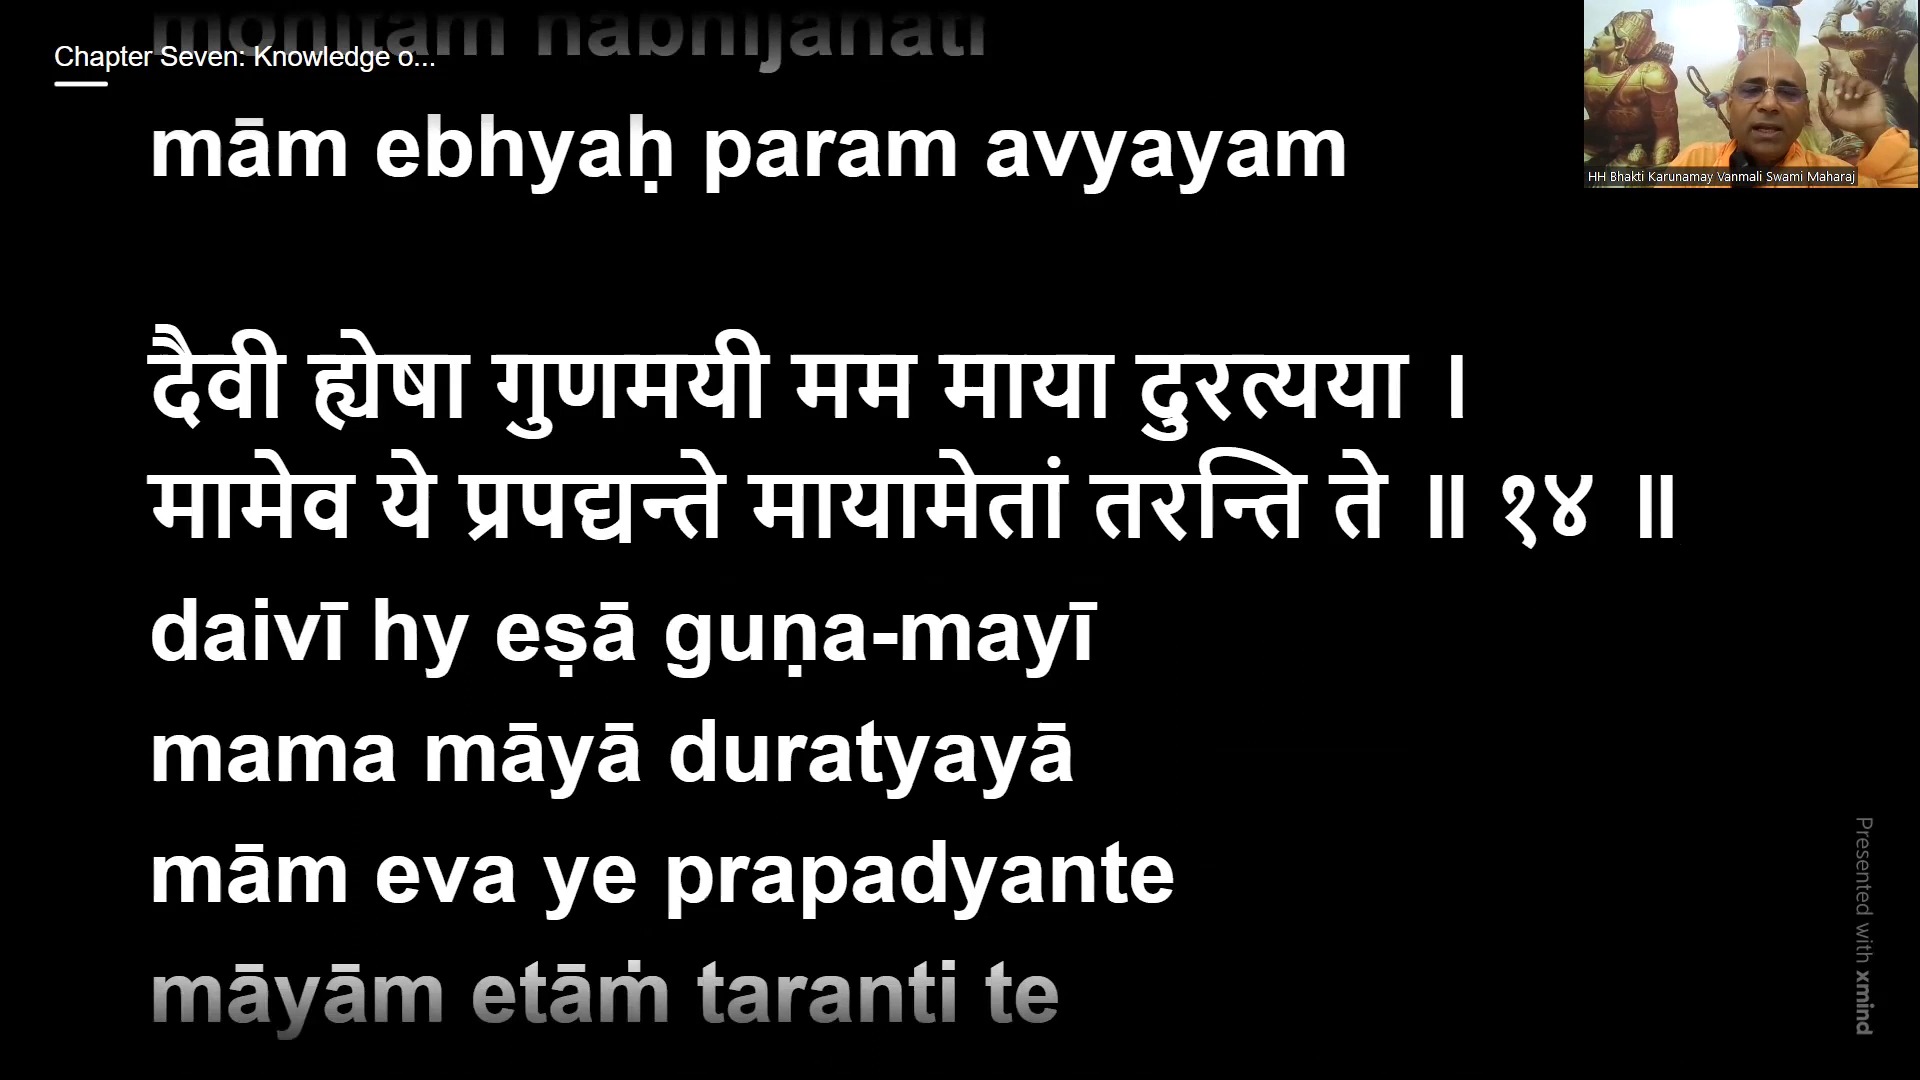 mohitaṁ nābhijānāti
Chapter Seven: Knowledge o...
mām ebhyaḥ param avyayam
दैवी ह्येषा गुणमयी मम माया दुरत्यया ।
मामेव ये प्रपद्यन्ते मायामेतां तरन्ति ते ॥ १४ ॥
daivī hy eṣā guṇa-mayī
mama māyā duratyayā
mām eva ye prapadyante
māyām etāṁ taranti te
HH Bhakti Karunamay Vanmali Swami Maharaj
Presented with xmind